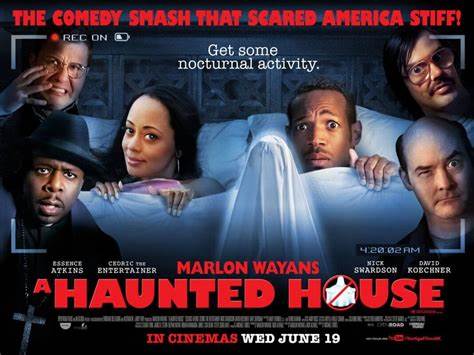 THE COMEDY SMASH THAT SCARED AMERICA STIFF!
REC ON
Get some
nocturnal activity.
4:20:02 AM
ESSENCE
ATKINS
CEDRIC THE
ENTERTAINER
MARLON WAYANS
NICK
SWARDSON
DAVID
KOECHNER
A HAUNTED HOUSE
IN CINEMAS WED JUNE 19